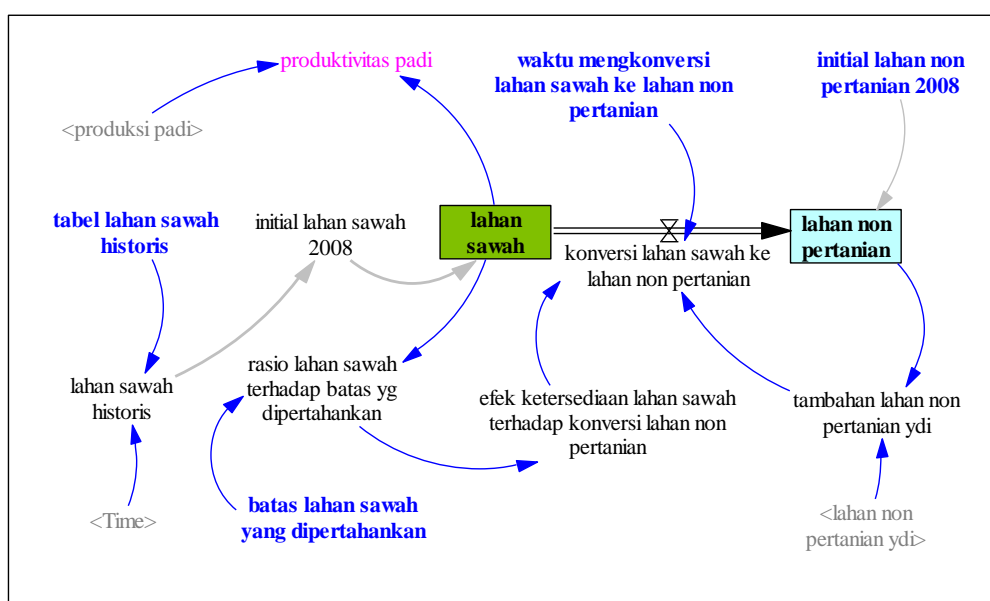 produktivitas padi
waktu mengkonversi
lahan sawah ke lahan non
pertanian
initial lahan non
pertanian 2008
<produksi padi>
tabel lahan sawah
historis
initial lahan sawah
2008
lahan
sawah
konversi lahan sawah ke
lahan non pertanian
lahan non
pertanian
lahan sawah
historis
rasio lahan sawah
terhadap batas yg
dipertahankan
efek ketersediaan lahan sawah
terhadap konversi lahan non
pertanian
tambahan lahan non
pertanian ydi
<Time>
batas lahan sawah
yang dipertahankan
<lahan non
pertanian ydi>